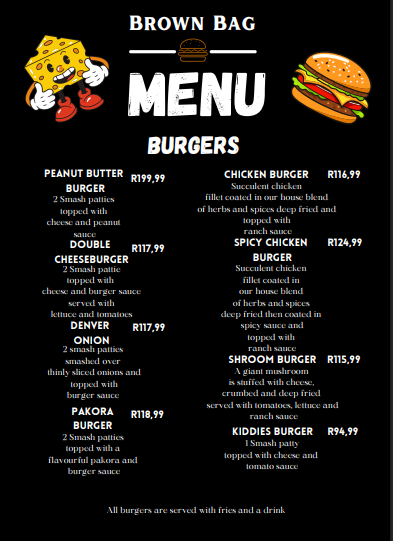 BROWN BAG
MENU
BURGERS
PEANUT BUTTER R199,99
BURGER
2 Smash patties
topped with
cheese and peanut
sauce
DOUBLE R117,99
CHEESEBURGER
2 Smash pattie
topped with
cheese and burger sauce
served with
lettuce and tomatoes
DENVER R117,99
ONION
2 smash patties
smashed over
thinly sliced onions and
topped with
burger sauce
PAKORA R118,99
BURGER
2 Smash patties
topped with a
flavourful pakora and
burger sauce
CHICKEN BURGER R116,99
Succulent chicken
fillet coated in our house blend
of herbs and spices deep fried and
topped with
ranch sauce
SPICY CHICKEN R124,99
BURGER
Succulent chicken
fillet coated in
our house blend
of herbs and spices
deep fried then coated in
spicy sauce and
topped with
ranch sauce
SHROOM BURGER R115,99
A giant mushroom
is stuffed with cheese,
crumbed and deep fried
served with tomatoes, lettuce and
ranch sauce
KIDDIES BURGER R94,99
1 Smash patty
topped with cheese and
tomato sauce
All burgers are served with fries and a drink